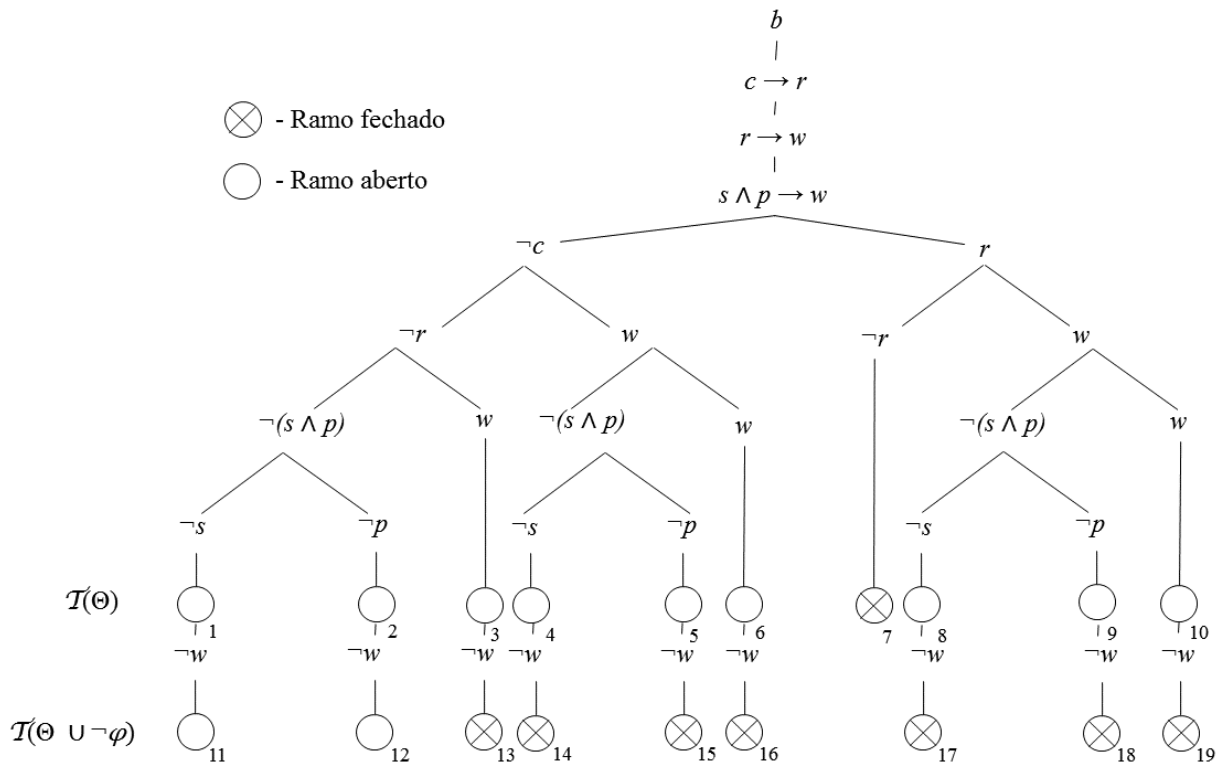 b
c → r
⊗ - Ramo fechado
r → w
○ - Ramo aberto
s ∧ p → w
¬c r
¬r w ¬r w
¬(s ∧ p) w ¬(s ∧ p) w ¬(s ∧ p) w
¬s ¬p ¬s ¬p ¬s ¬p
𝒯(Θ) 1 2 3 4 5 6 7 8 9 10
¬w ¬w ¬w ¬w ¬w ¬w ¬w ¬w ¬w
𝒯(Θ ∪ ¬φ) 11 12 13 14 15 16 17 18 19